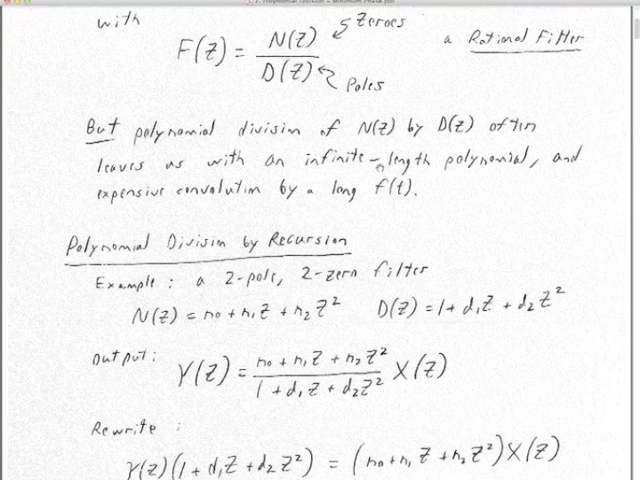 with
F(Z) = N(Z) / D(Z)
Zeroes
Poles
a Rational Filter
But polynomial division of N(Z) by D(Z) often
leaves us with an infinite-length polynomial, and
expensive convolution by a long f(t).
Polynomial Division by Recursion
Example: a 2-pole, 2-zero filter
N(Z) = n₀ + n₁Z + n₂Z² D(Z) = 1 + d₁Z + d₂Z²
Output: Y(Z) = (n₀ + n₁Z + n₂Z²) / (1 + d₁Z + d₂Z²) X(Z)
Rewrite:
Y(Z)(1 + d₁Z + d₂Z²) = (n₀ + n₁Z + n₂Z²)X(Z)